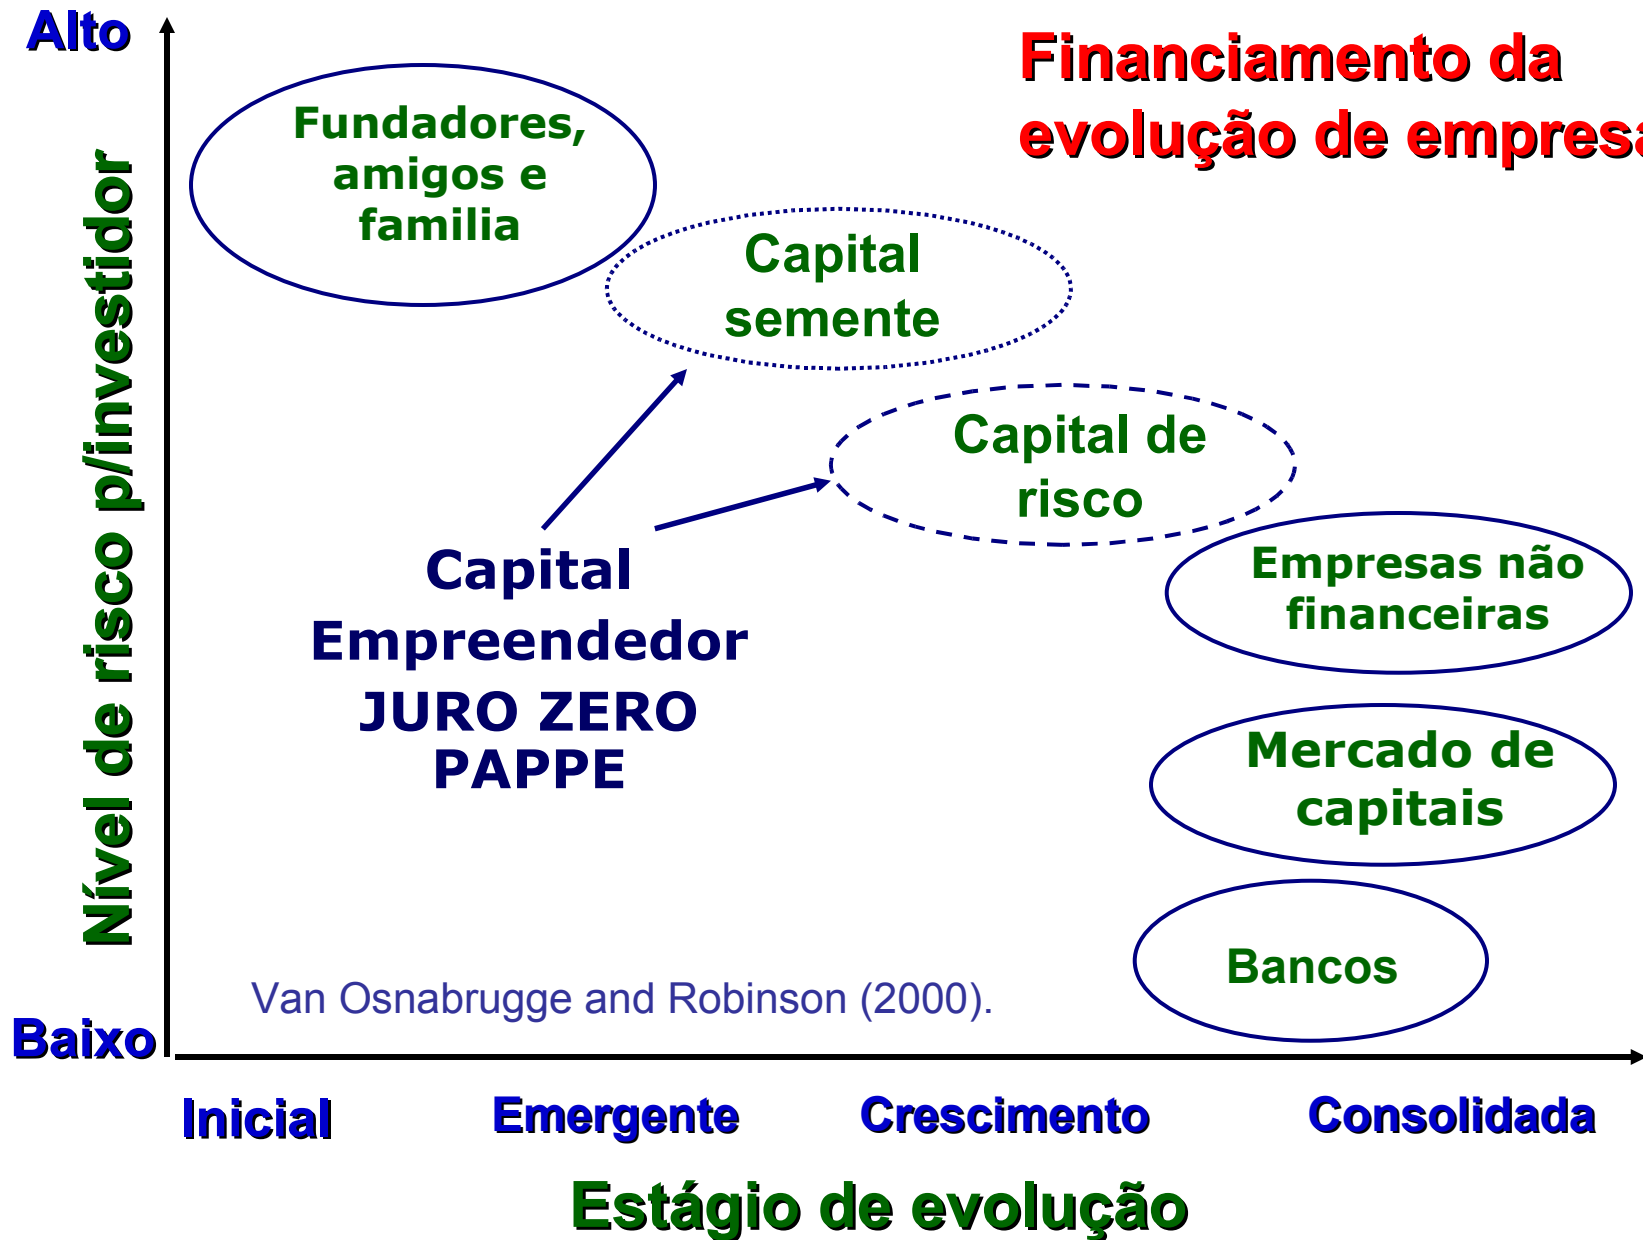 Alto
Financiamento da
evolução de empresa
Fundadores,
amigos e
familia
Capital
semente
Capital de
risco
Empresas não
financeiras
Capital
Empreendedor
JURO ZERO
PAPPE
Mercado de
capitais
Bancos
Nível de risco p/investidor
Van Osnabrugge and Robinson (2000).
Baixo
Inicial
Emergente
Crescimento
Consolidada
Estágio de evolução